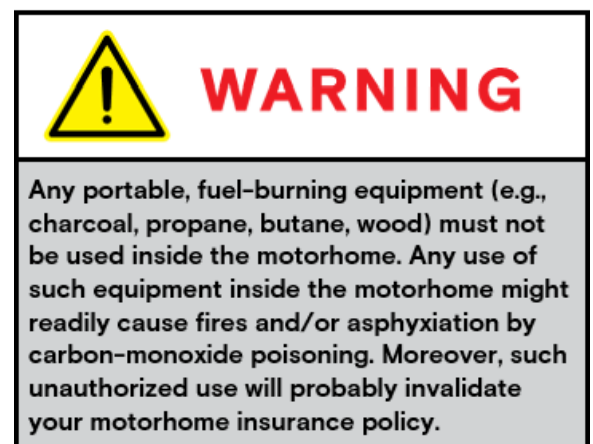 WARNING
Any portable, fuel-burning equipment (e.g.,
charcoal, propane, butane, wood) must not
be used inside the motorhome. Any use of
such equipment inside the motorhome might
readily cause fires and/or asphyxiation by
carbon-monoxide poisoning. Moreover, such
unauthorized use will probably invalidate
your motorhome insurance policy.